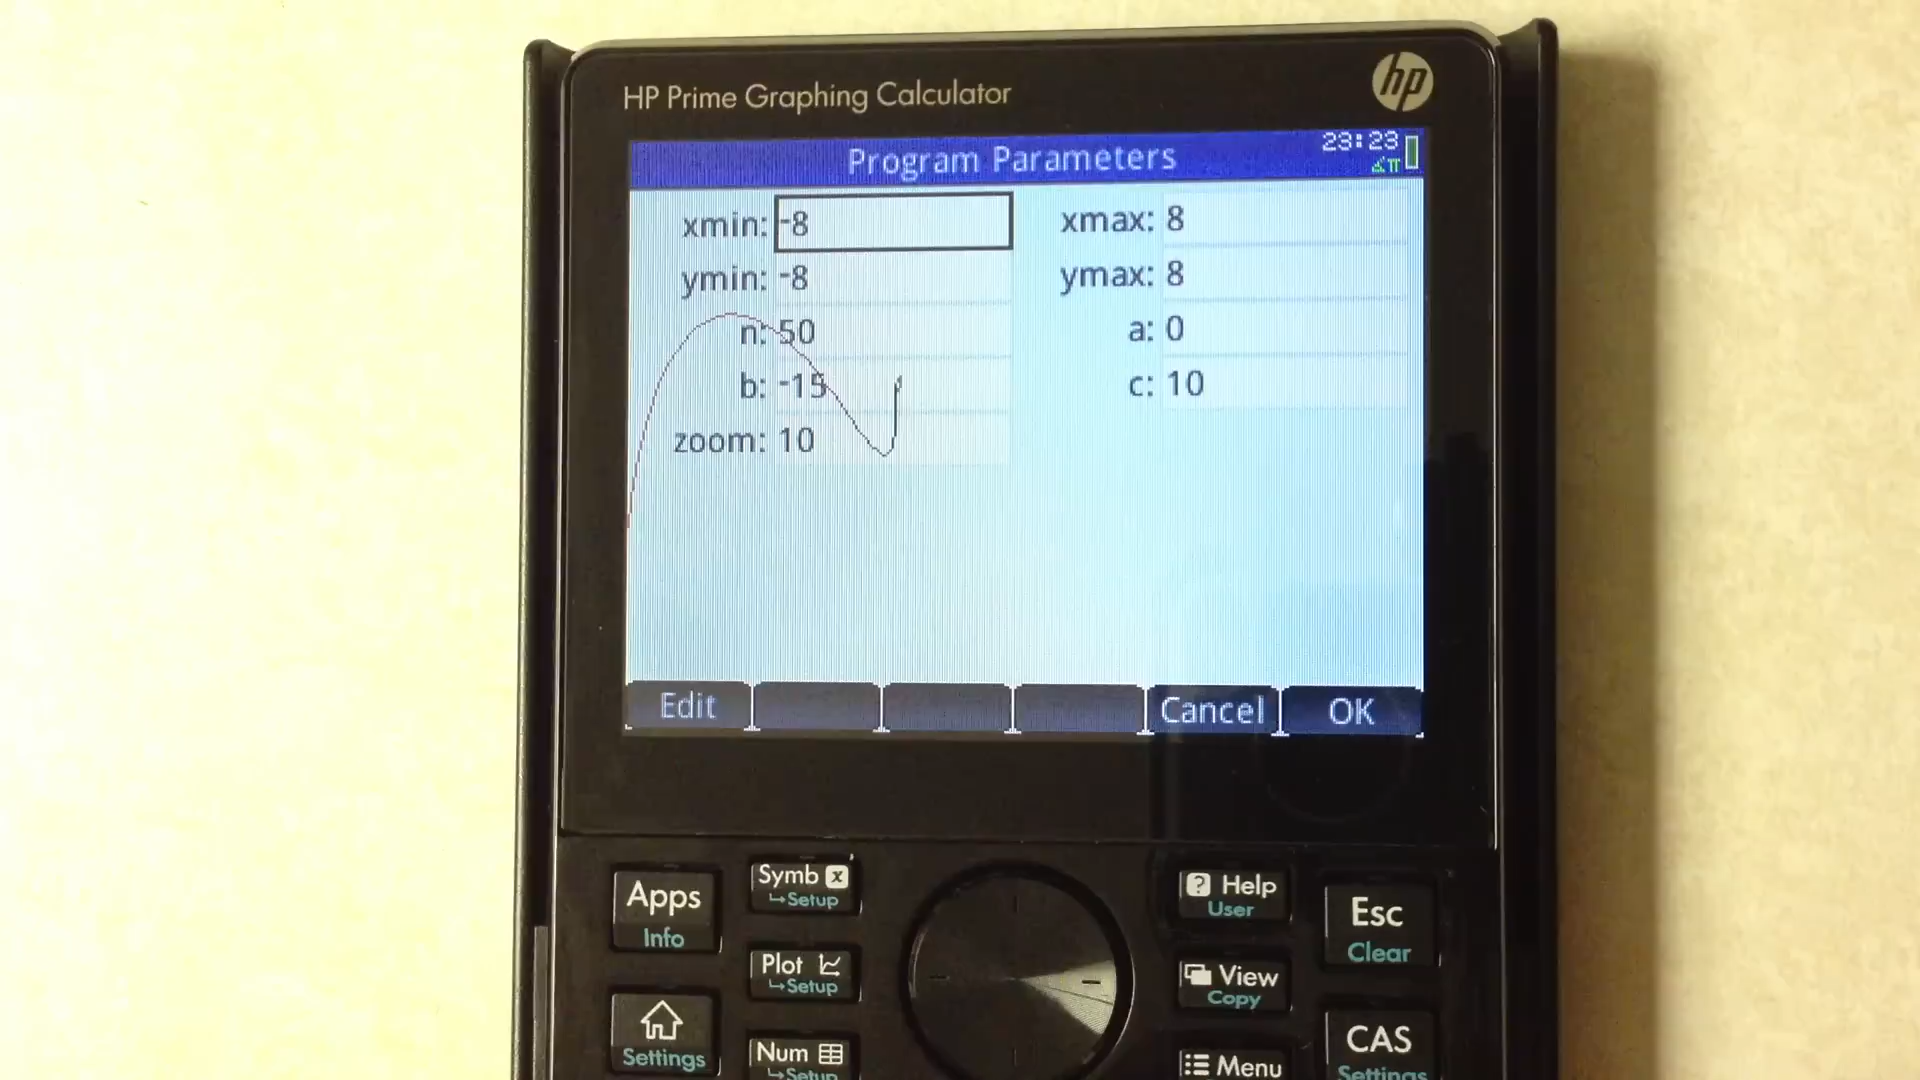 HP Prime Graphing Calculator
hp
23:23
Program Parameters
∡π
xmin: -8 xmax: 8
ymin: -8 ymax: 8
n: 50 a: 0
b: -15 c: 10
zoom: 10
Edit Cancel OK
Apps
Info
Symb x
↳Setup
? Help
User
Esc
Clear
Plot
↳Setup
View
Copy
Settings
Num
↳Setup
Menu
CAS
Settings